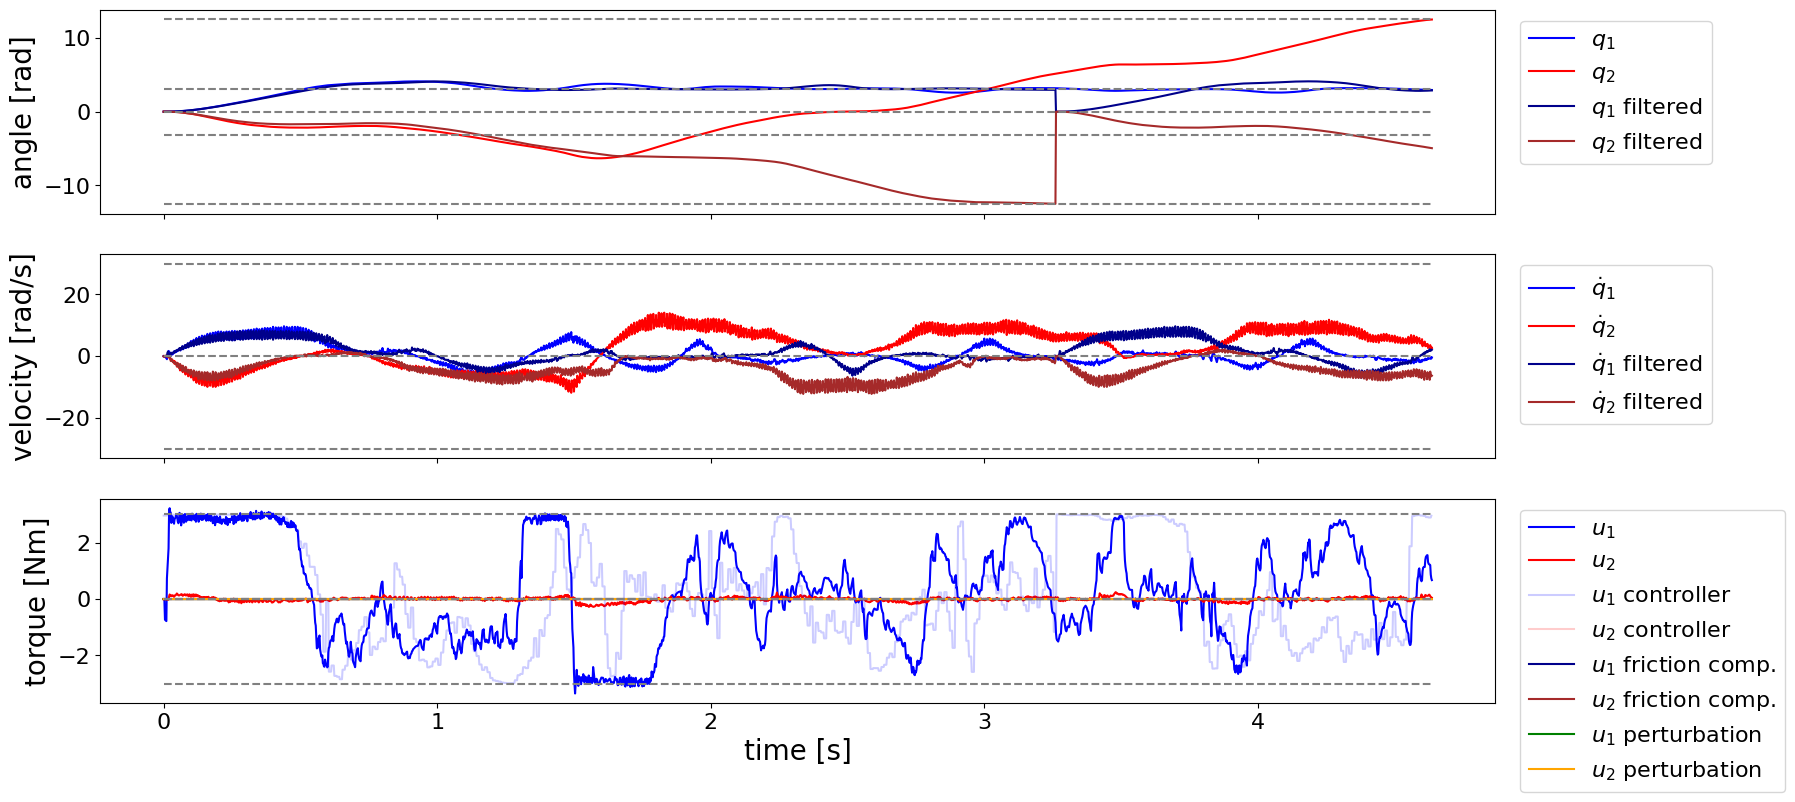 angle [rad]
10
0
−10
q₁
q₂
q₁ filtered
q₂ filtered
velocity [rad/s]
20
0
−20
q̇₁
q̇₂
q̇₁ filtered
q̇₂ filtered
torque [Nm]
2
0
−2
0 1 2 3 4
time [s]
u₁
u₂
u₁ controller
u₂ controller
u₁ friction comp.
u₂ friction comp.
u₁ perturbation
u₂ perturbation